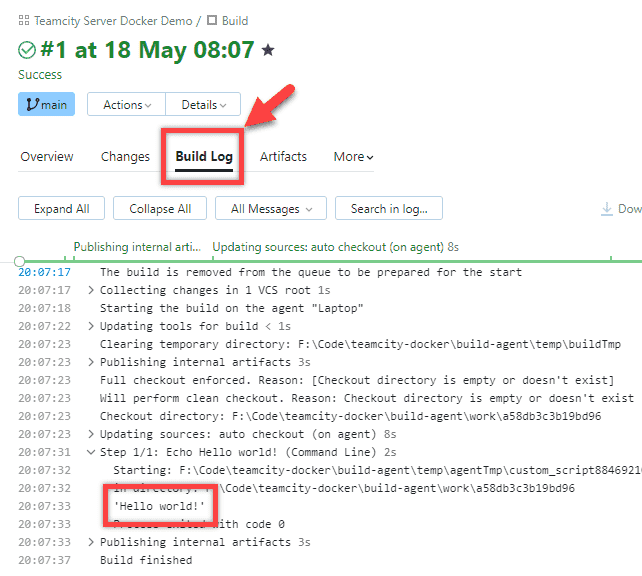 Teamcity Server Docker Demo / Build
#1 at 18 May 08:07
Success
main Actions Details
Overview Changes Build Log Artifacts More
Expand All Collapse All All Messages Search in log...
Publishing internal arti... Updating sources: auto checkout (on agent) 8s
20:07:17 The build is removed from the queue to be prepared for the start
20:07:17 Collecting changes in 1 VCS root 1s
20:07:18 Starting the build on the agent "Laptop"
20:07:22 Updating tools for build < 1s
20:07:23 Clearing temporary directory: F:\Code\teamcity-docker\build-agent\temp\buildTmp
20:07:23 Publishing internal artifacts 3s
20:07:23 Full checkout enforced. Reason: [Checkout directory is empty or doesn't exist]
20:07:23 Will perform clean checkout. Reason: Checkout directory is empty or doesn't exist
20:07:23 Checkout directory: F:\Code\teamcity-docker\build-agent\work\a58db3c3b19bd96
20:07:23 Updating sources: auto checkout (on agent) 8s
20:07:31 Step 1/1: Echo Hello world! (Command Line) 2s
20:07:32 Starting: F:\Code\teamcity-docker\build-agent\temp\agentTmp\custom_script8846921
20:07:32 in directory: F:\Code\teamcity-docker\build-agent\work\a58db3c3b19bd96
20:07:33 'Hello world!'
20:07:33 Process exited with code 0
20:07:33 Publishing internal artifacts 3s
20:07:37 Build finished